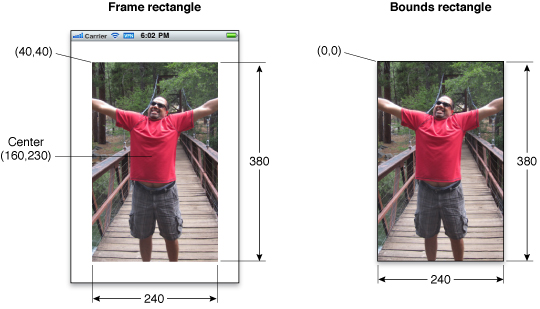 Frame rectangle
Bounds rectangle
Carrier
VPN
6:02 PM
(40,40)
(0,0)
Center
(160,230)
380
380
240
240